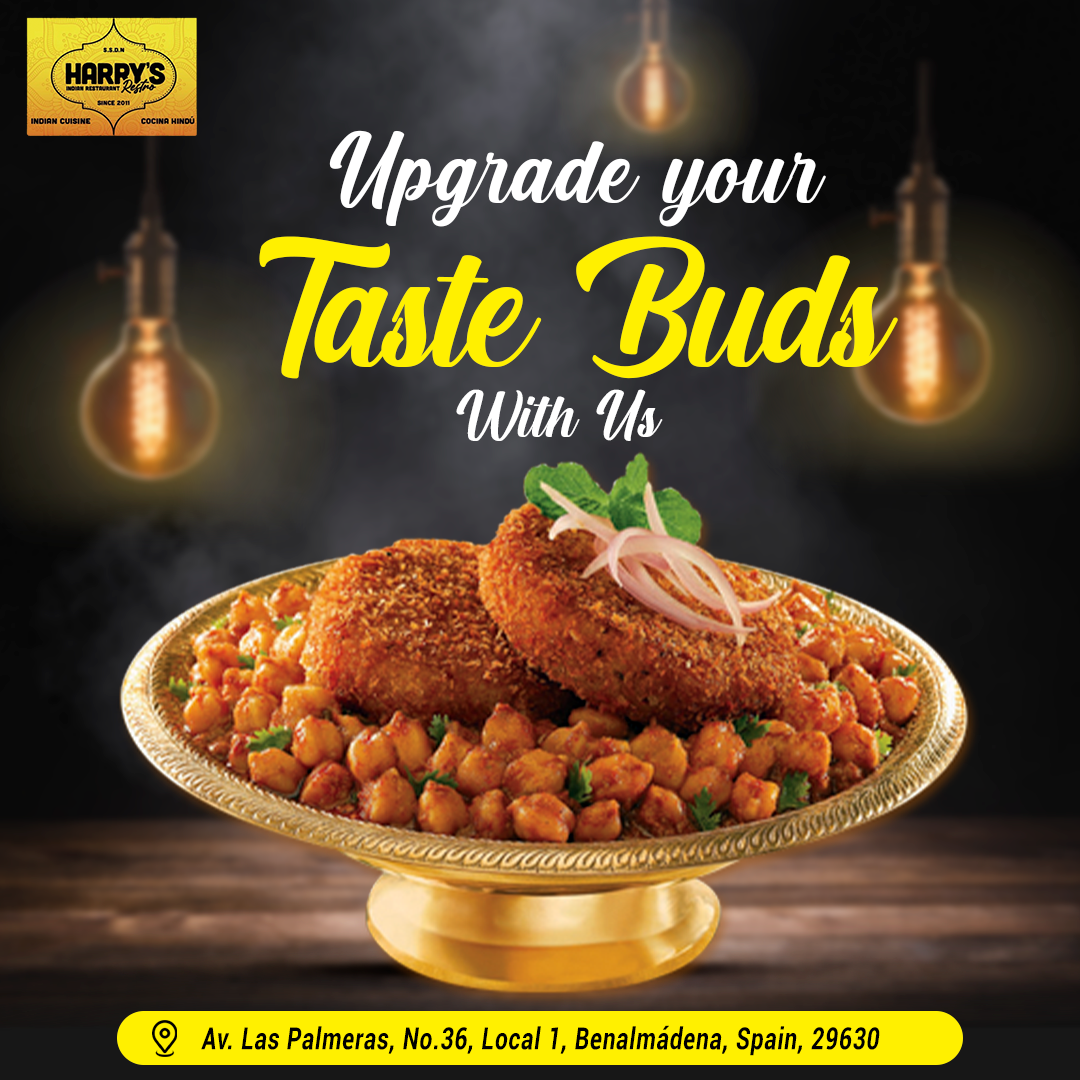 S.S.D.N
HARRY'S
INDIAN RESTAURANT Restro
SINCE 2011
INDIAN CUISINE COCINA HINDÚ
Upgrade your
Taste Buds
With Us
Av. Las Palmeras, No.36, Local 1, Benalmádena, Spain, 29630